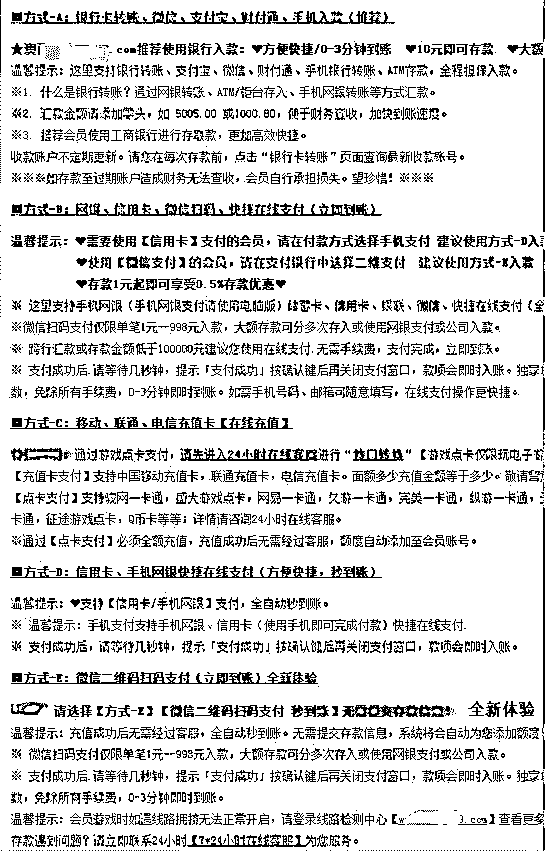 ■方式-A：银行卡转账、微信、支付宝、财付通、手机入款（推荐）
★澳门 .com推荐使用银行入款：♥方便快捷/0-3分钟到账 ♥10元即可存款. ♥大额
温馨提示：这里支持银行转账、支付宝、微信、财付通、手机银行转账、ATM存款，全程担保入款。
※1. 什么是银行转账？通过网银转账、ATM/柜台存入、手机网银转账等方式汇款。
※2. 汇款金额请添加零头，如 5005.00 或1000.80，便于财务查收，加快到账速度。
※3. 推荐会员使用工商银行进行存取款，更加高效快捷。
收款账户不定期更新。请您在每次存款前，点击“银行卡转账”页面查询最新收款账号。
※※※如存款至过期账户造成财务无法查收，会员自行承担损失。望珍惜！※※※
■方式-B：网银、信用卡、微信扫码、快捷在线支付（立即到账）
温馨提示：♥需要使用【信用卡】支付的会员，请在付款方式选择手机支付 建议使用方式-D入
♥使用【微信支付】的会员，请在支付银行中选择二维支付 建议使用方式-E入款
♥存款1元起即可享受0.5%存款优惠♥
※ 这里支持手机网银（手机网银支付请使用电脑版）储蓄卡、信用卡、银联、微信、快捷在线支付（全
※微信扫码支付仅限单笔1元--998元入款，大额存款可分多次存入或使用网银支付或公司入款。
※ 跨行汇款或存款金额低于100000元建议您使用在线支付.无需手续费，支付完成，立即到账。
※ 支付成功后.请等待几秒钟，提示「支付成功」按确认键后再关闭支付窗口，款项会即时入账。独享
数，免除所有手续费，0-3分钟即时到账。如需手机号码、邮箱可随意填写，在线支付操作更快捷.
■方式-C：移动、联通、电信充值卡【在线充值】
通过游戏点卡支付，请先进入24小时在线客服进行“ ”【游戏点卡仅限玩电子
【充值卡支付】支持中国移动充值卡，联通充值卡，电信充值卡。面额多少充值金额等于多少。敬请
【点卡支付】支持骏网一卡通，盛大游戏点卡，网易一卡通，久游一卡通，完美一卡通，纵游一卡通，
卡通，征途游戏点卡，Q币卡等等；详情请咨询24小时在线客服。
※通过【点卡支付】必须全额充值，充值成功后无需经过客服，额度自动添加至会员账号。
■方式-D：信用卡、手机网银快捷在线支付（方便快捷，秒到账）
温馨提示：♥支持【信用卡/手机网银】支付，全自动秒到账。
※ 温馨提示：手机支付支持手机网银、信用卡（使用手机即可完成付款）快捷在线支付.
※ 支付成功后，请等待几秒钟，提示「支付成功」按确认键后再关闭支付窗口，款项会即时入账。
■方式-E：微信二维码扫码支付（立即到账）全新体验
请选择【方式-E】【微信二维码扫码支付 秒到账】无需提交存款信息！ 全新体验
温馨提示：充值成功后无需经过客服，全自动秒到账。无需提交存款信息，系统将会自动为您添加额度
※ 微信扫码支付仅限单笔1元--998元入款，大额存款可分多次存入或使用网银支付或公司入款。
※ 支付成功后.请等待几秒钟，提示「支付成功」按确认键后再关闭支付窗口，款项会即时入账。独享
数，免除所有手续费，0-3分钟即时到账。
温馨提示：会员游戏时如遇线路拥挤无法正常开启，请登录线路检测中心【w 3.com】查看更多
存款遇到问题？请立即联系24小时【7*24小时在线客服】为您服务。